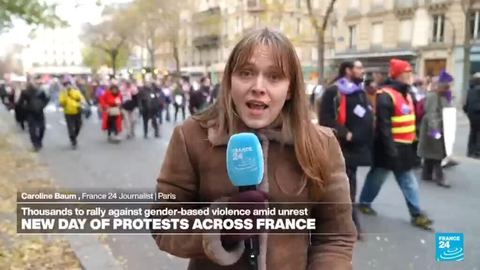 FRANCE
24
Caroline Baum, France 24 Journalist | Paris
Thousands to rally against gender-based violence amid unrest
NEW DAY OF PROTESTS ACROSS FRANCE
FRANCE
24